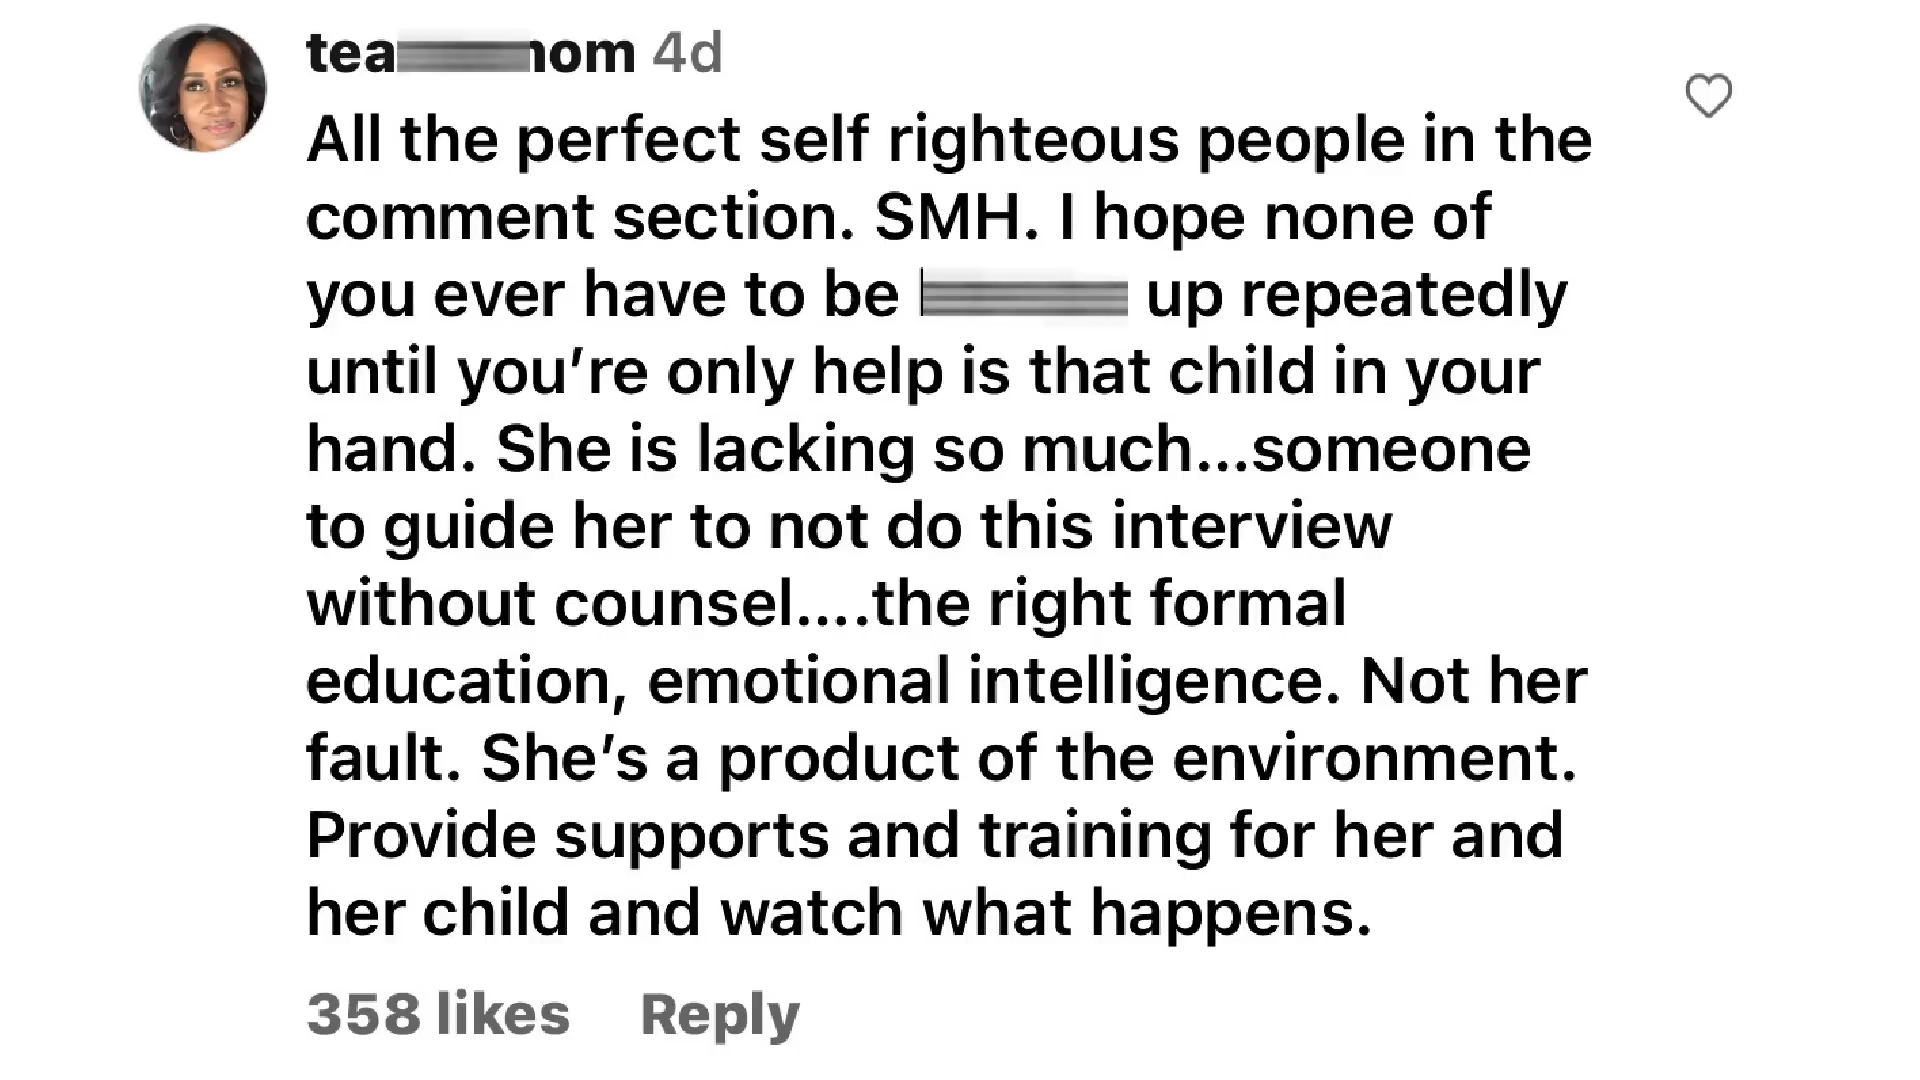 tea nom 4d
All the perfect self righteous people in the
comment section. SMH. I hope none of
you ever have to be up repeatedly
until you’re only help is that child in your
hand. She is lacking so much...someone
to guide her to not do this interview
without counsel....the right formal
education, emotional intelligence. Not her
fault. She’s a product of the environment.
Provide supports and training for her and
her child and watch what happens.
358 likes Reply